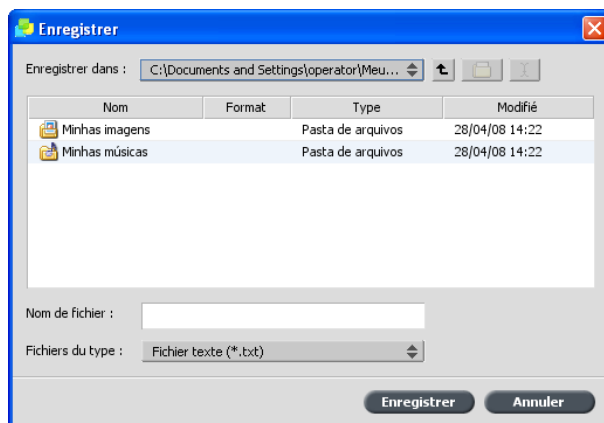 Enregistrer
Enregistrer dans : C:\Documents and Settings\operator\Meu...
Nom Format Type Modifié
Minhas imagens Pasta de arquivos 28/04/08 14:22
Minhas músicas Pasta de arquivos 28/04/08 14:22
Nom de fichier :
Fichiers du type : Fichier texte (*.txt)
Enregistrer Annuler